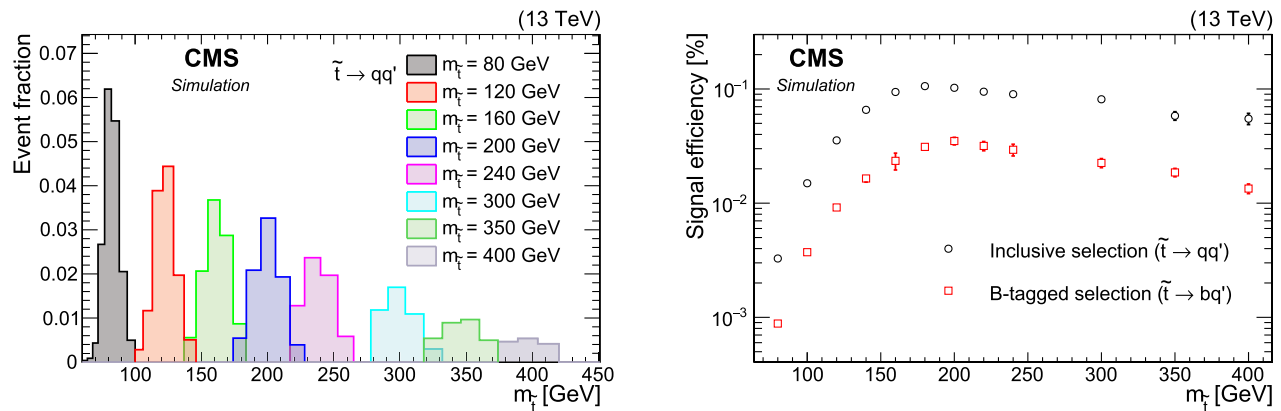 (13 TeV)
CMS
Simulation
t̃ → qq'
m_t̃ = 80 GeV
m_t̃ = 120 GeV
m_t̃ = 160 GeV
m_t̃ = 200 GeV
m_t̃ = 240 GeV
m_t̃ = 300 GeV
m_t̃ = 350 GeV
m_t̃ = 400 GeV
Event fraction
0.07
0.06
0.05
0.04
0.03
0.02
0.01
0
100 150 200 250 300 350 400 450
m_t̃ [GeV]
(13 TeV)
CMS
Simulation
Signal efficiency [%]
10⁻¹
10⁻²
10⁻³
Inclusive selection (t̃ → qq')
B-tagged selection (t̃ → bq')
100 150 200 250 300 350 400
m_t̃ [GeV]